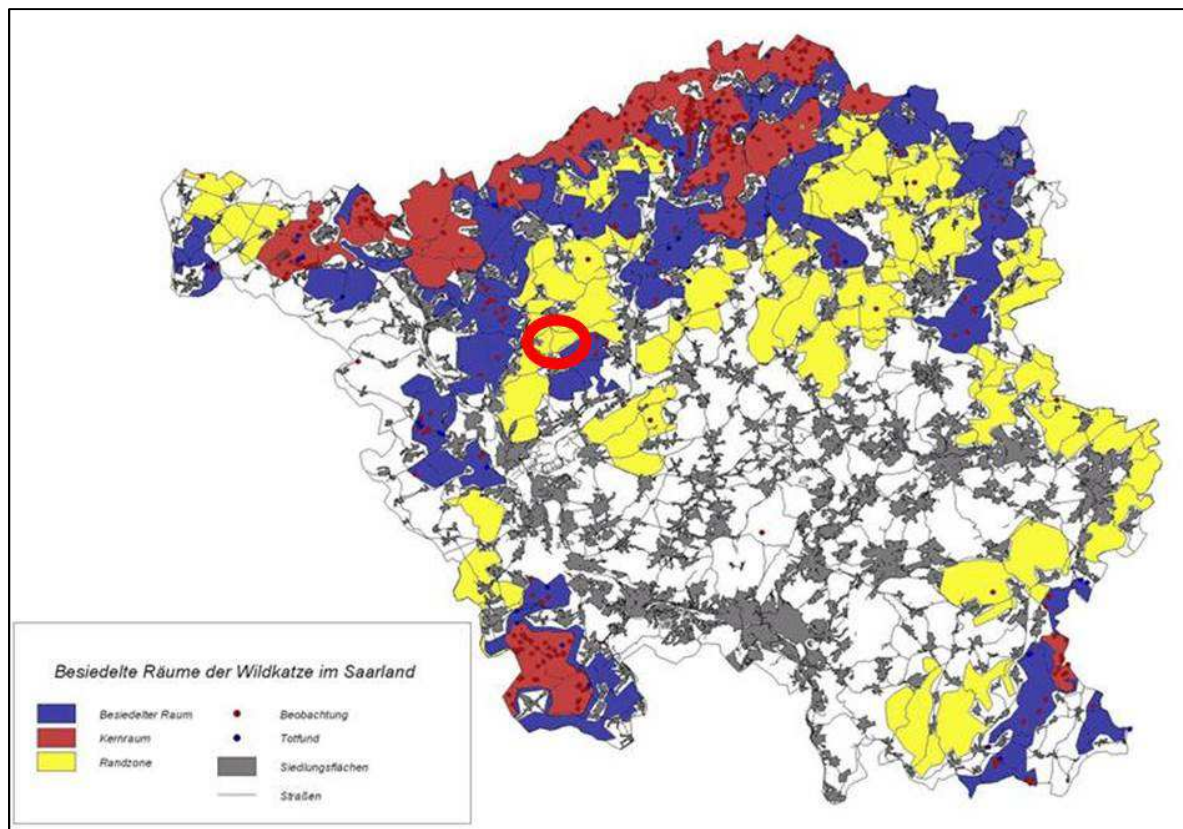 Besiedelte Räume der Wildkatze im Saarland
Besiedelter Raum
Beobachtung
Kernraum
Totfund
Randzone
Siedlungsflächen
Straßen